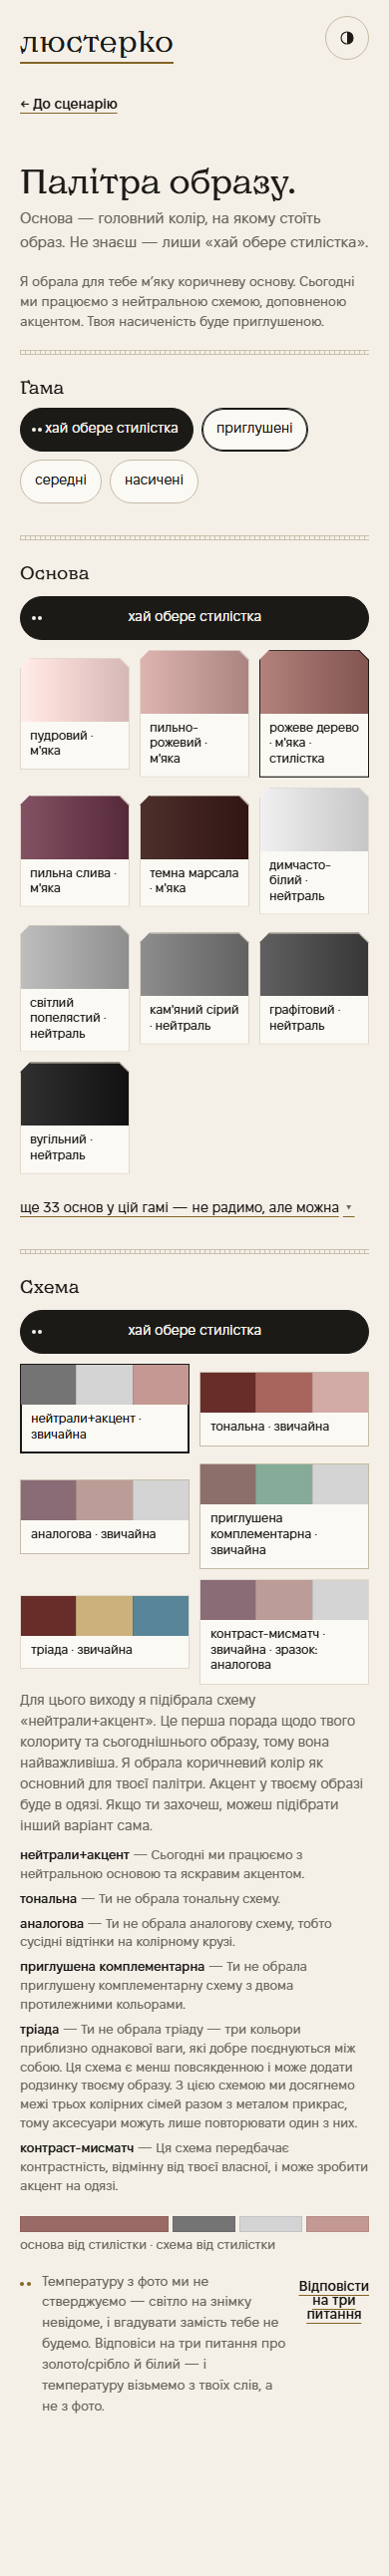 люстерко
← До сценарію
Палітра образу.
Основа — головний колір, на якому стоїть
образ. Не знаєш — лиши «хай обере стилістка».
Я обрала для тебе м'яку коричневу основу. Сьогодні
ми працюємо з нейтральною схемою, доповненою
акцентом. Твоя насиченість буде приглушеною.
Гама
хай обере стилістка
приглушені
середні
насичені
Основа
хай обере стилістка
пудровий ·
м'яка
пильно-
рожевий ·
м'яка
рожеве дерево
· м'яка ·
стилістка
пильна слива ·
м'яка
темна марсала
· м'яка
димчасто-
білий ·
нейтраль
світлий
попелястий ·
нейтраль
кам'яний сірий
· нейтраль
графітовий ·
нейтраль
вугільний ·
нейтраль
ще 33 основ у цій гамі — не радимо, але можна
Схема
хай обере стилістка
нейтрали+акцент ·
звичайна
тональна · звичайна
аналогова · звичайна
приглушена
комплементарна ·
звичайна
тріада · звичайна
контраст-мисматч ·
звичайна · зразок:
аналогова
Для цього виходу я підібрала схему
«нейтрали+акцент». Це перша порада щодо твого
колориту та сьогоднішнього образу, тому вона
найважливіша. Я обрала коричневий колір як
основний для твоєї палітри. Акцент у твоєму образі
буде в одязі. Якщо ти захочеш, можеш підібрати
інший варіант сама.
нейтрали+акцент — Сьогодні ми працюємо з
нейтральною основою та яскравим акцентом.
тональна — Ти не обрала тональну схему.
аналогова — Ти не обрала аналогову схему, тобто
сусідні відтінки на колірному крузі.
приглушена комплементарна — Ти не обрала
приглушену комплементарну схему з двома
протилежними кольорами.
тріада — Ти не обрала тріаду — три кольори
приблизно однакової ваги, які добре поєднуються між
собою. Ця схема є менш повсякденною і може додати
родзинку твоєму образу. З цією схемою ми досягнемо
межі трьох колірних сімей разом з металом прикрас,
тому аксесуари можуть лише повторювати один з них.
контраст-мисматч — Ця схема передбачає
контрастність, відмінну від твоєї власної, і може зробити
акцент на одязі.
основа від стилістки · схема від стилістки
Температуру з фото ми не
стверджуємо — світло на знімку
невідоме, і вгадувати замість тебе не
будемо. Відповіси на три питання про
золото/срібло й білий — і
температуру візьмемо з твоїх слів, а
не з фото.
Відповісти
на три
питання